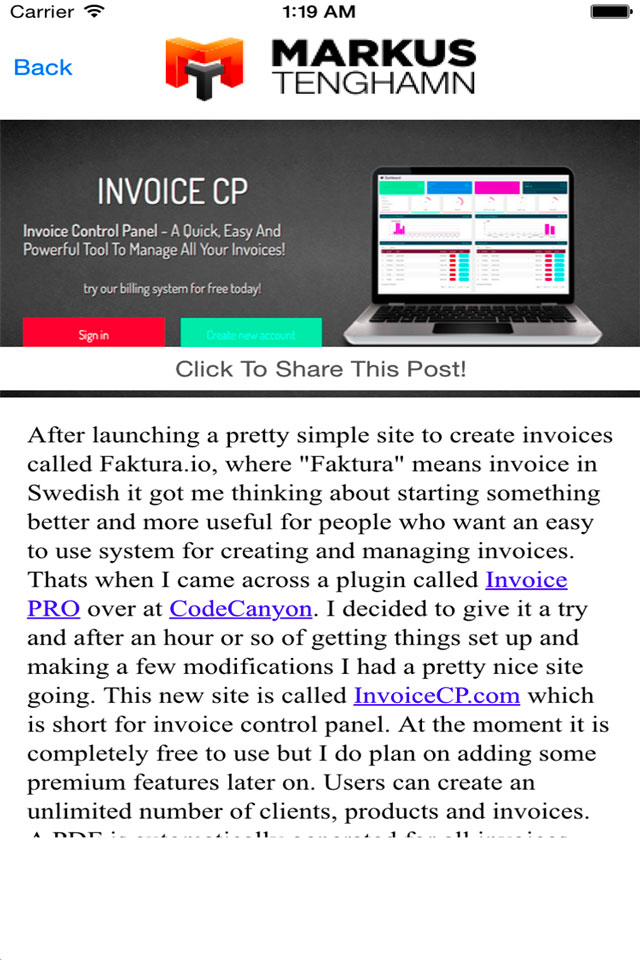 Carrier 1:19 AM
Back
MARKUS
TENGHAMN
INVOICE CP
Invoice Control Panel - A Quick, Easy And
Powerful Tool To Manage All Your Invoices!
try our billing system for free today!
Sign in
Create new account
Click To Share This Post!
After launching a pretty simple site to create invoices
called Faktura.io, where "Faktura" means invoice in
Swedish it got me thinking about starting something
better and more useful for people who want an easy
to use system for creating and managing invoices.
Thats when I came across a plugin called Invoice
PRO over at CodeCanyon. I decided to give it a try
and after an hour or so of getting things set up and
making a few modifications I had a pretty nice site
going. This new site is called InvoiceCP.com which
is short for invoice control panel. At the moment it is
completely free to use but I do plan on adding some
premium features later on. Users can create an
unlimited number of clients, products and invoices.
A PDF is automatically generated for all invoices